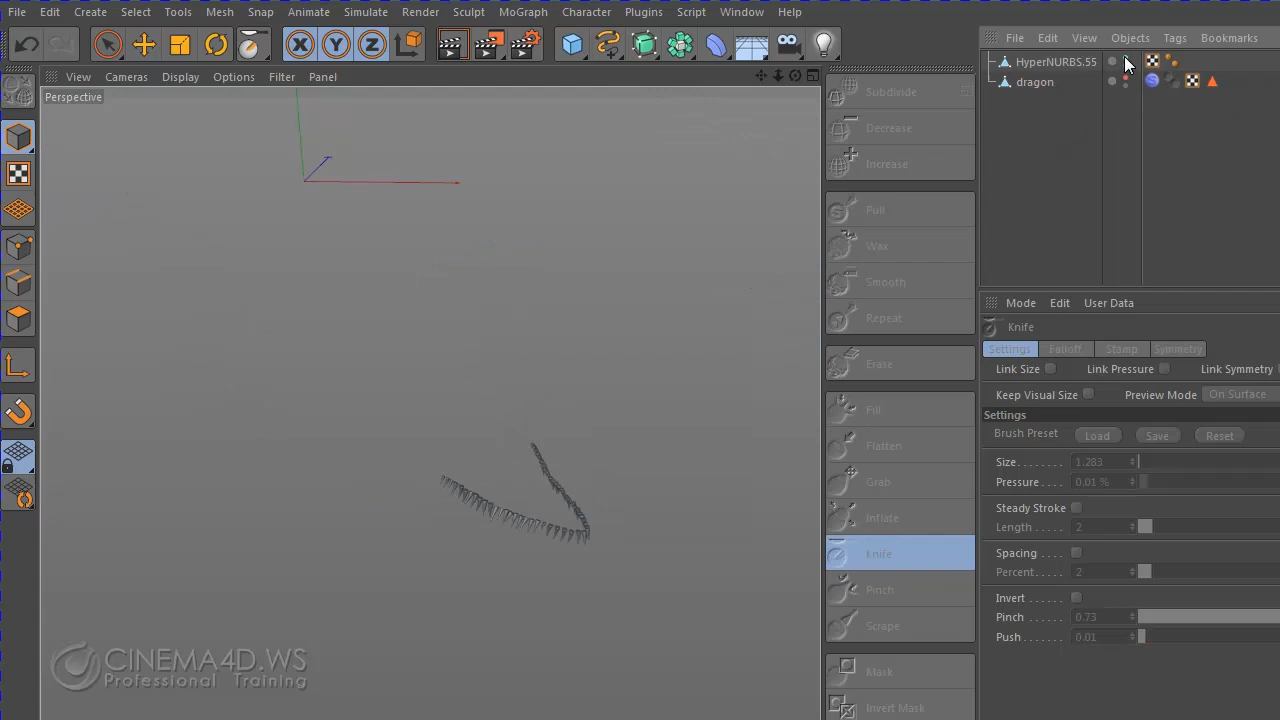 File Edit Create Select Tools Mesh Snap Animate Simulate Render Sculpt MoGraph Character Plugins Script Window Help
X Y Z
File Edit View Objects Tags Bookmarks
HyperNURBS.55
dragon
View Cameras Display Options Filter Panel
Perspective
Subdivide
Decrease
Increase
Pull
Wax
Smooth
Repeat
Erase
Fill
Flatten
Grab
Inflate
Knife
Pinch
Scrape
Mask
Invert Mask
Mode Edit User Data
Knife
Settings Falloff Stamp Symmetry
Link Size Link Pressure Link Symmetry
Keep Visual Size Preview Mode On Surface
Settings
Brush Preset Load Save Reset
Size 1.283
Pressure 0.01 %
Steady Stroke
Length 2
Spacing
Percent 2
Invert
Pinch 0.73
Push 0.01
CINEMA4D.WS
Professional Training